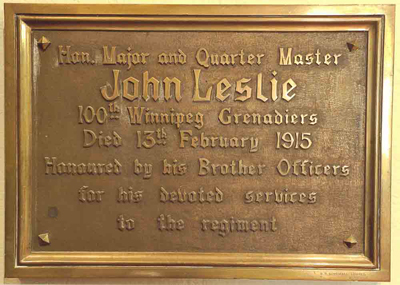 Hon. Major and Quarter Master
John Leslie
100th Winnipeg Grenadiers
Died 13th February 1915
Honoured by his Brother Officers
for his devoted services
to the regiment